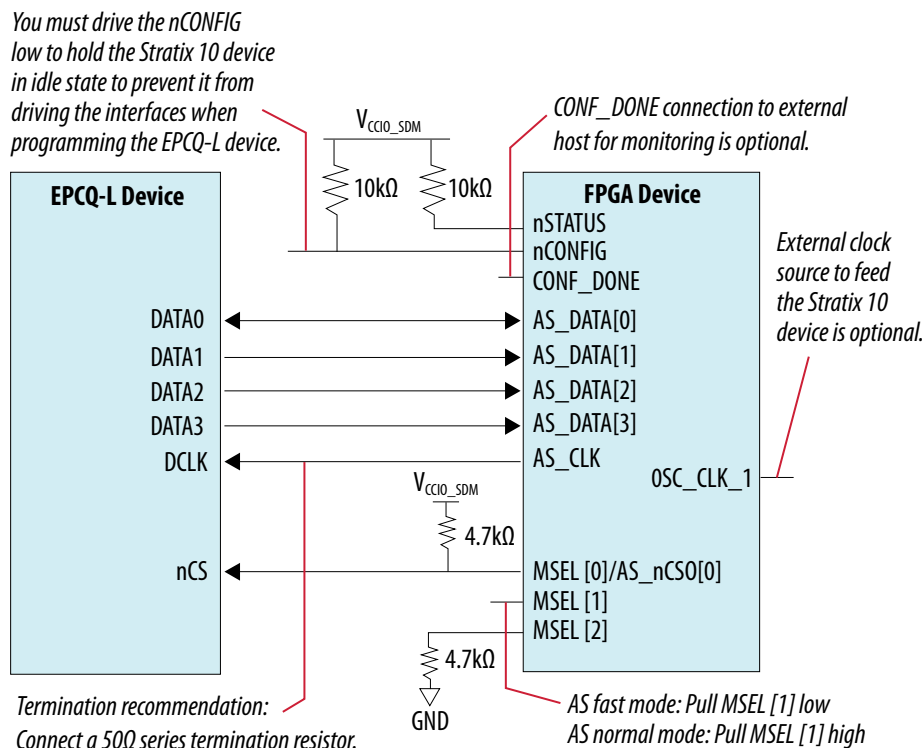 You must drive the nCONFIG
low to hold the Stratix 10 device
in idle state to prevent it from
driving the interfaces when
programming the EPCQ-L device.
VCCIO_SDM
CONF_DONE connection to external
host for monitoring is optional.
10kΩ
10kΩ
EPCQ-L Device
FPGA Device
nSTATUS
nCONFIG
CONF_DONE
External clock
source to feed
the Stratix 10
device is optional.
DATA0
AS_DATA[0]
DATA1
AS_DATA[1]
DATA2
AS_DATA[2]
DATA3
AS_DATA[3]
DCLK
AS_CLK
OSC_CLK_1
VCCIO_SDM
4.7kΩ
nCS
MSEL [0]/AS_nCSO[0]
MSEL [1]
MSEL [2]
4.7kΩ
GND
Termination recommendation:
Connect a 50Ω series termination resistor.
AS fast mode: Pull MSEL [1] low
AS normal mode: Pull MSEL [1] high